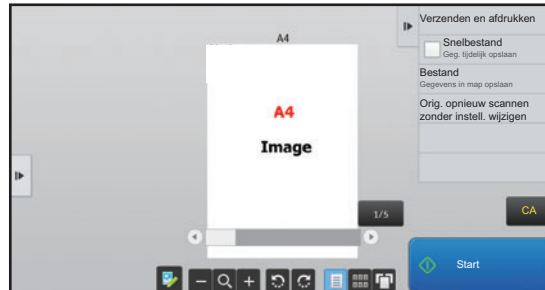 A4
A4
Image
1/5
Verzenden en afdrukken
Snelbestand
Geg. tijdelijk opslaan
Bestand
Gegevens in map opslaan
Orig. opnieuw scannen
zonder instell. wijzigen
CA
Start